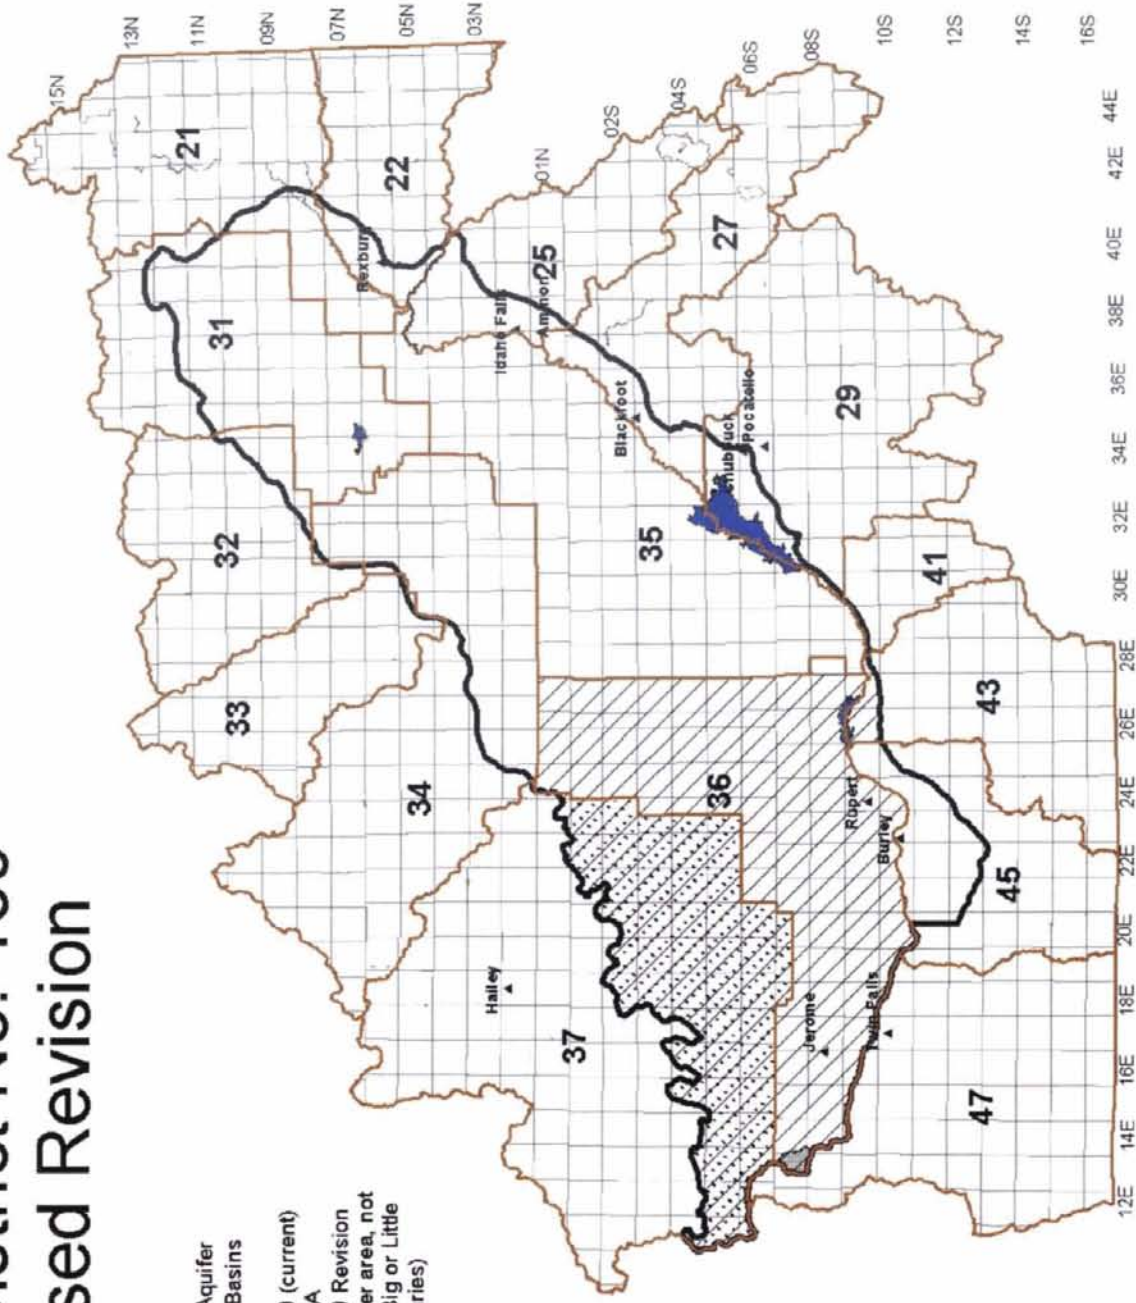 sed Revision
Aquifer
Basins
(current)
A
Revision
er area, not
Big or Little
ries)
15N
13N
11N
09N
07N
05N
03N
01N
02S
04S
06S
08S
10S
12S
14S
16S
21
22
31
Rexburg
32
33
34
25
27
Idaho Falls
Ammon
Blackfoot
35
Chubbuck
Pocatello
29
41
43
36
Rupert
Burley
45
Hailey
37
Jerome
Twin Falls
47
12E
14E
16E
18E
20E
22E
24E
26E
28E
30E
32E
34E
36E
38E
40E
42E
44E